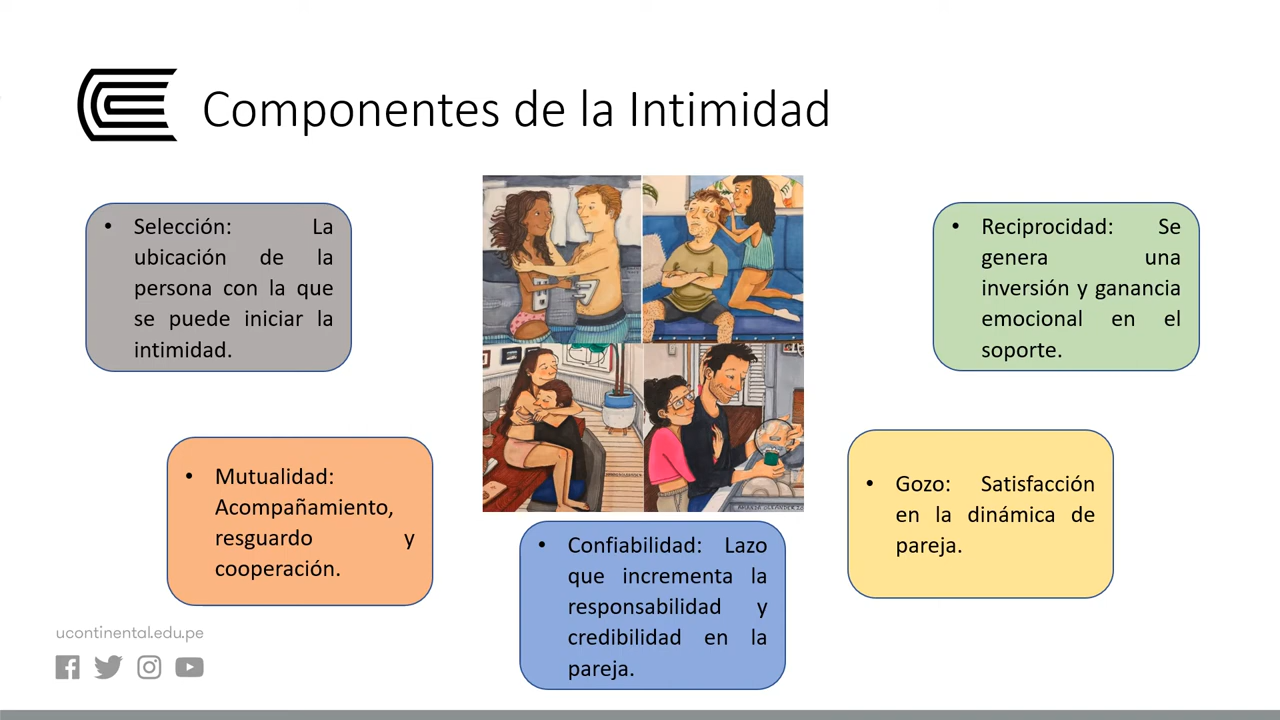 Componentes de la Intimidad
• Selección: La
ubicación de la
persona con la que
se puede iniciar la
intimidad.
• Reciprocidad: Se
genera una
inversión y ganancia
emocional en el
soporte.
• Mutualidad:
Acompañamiento,
resguardo y
cooperación.
• Gozo: Satisfacción
en la dinámica de
pareja.
• Confiabilidad: Lazo
que incrementa la
responsabilidad y
credibilidad en la
pareja.
ucontinental.edu.pe